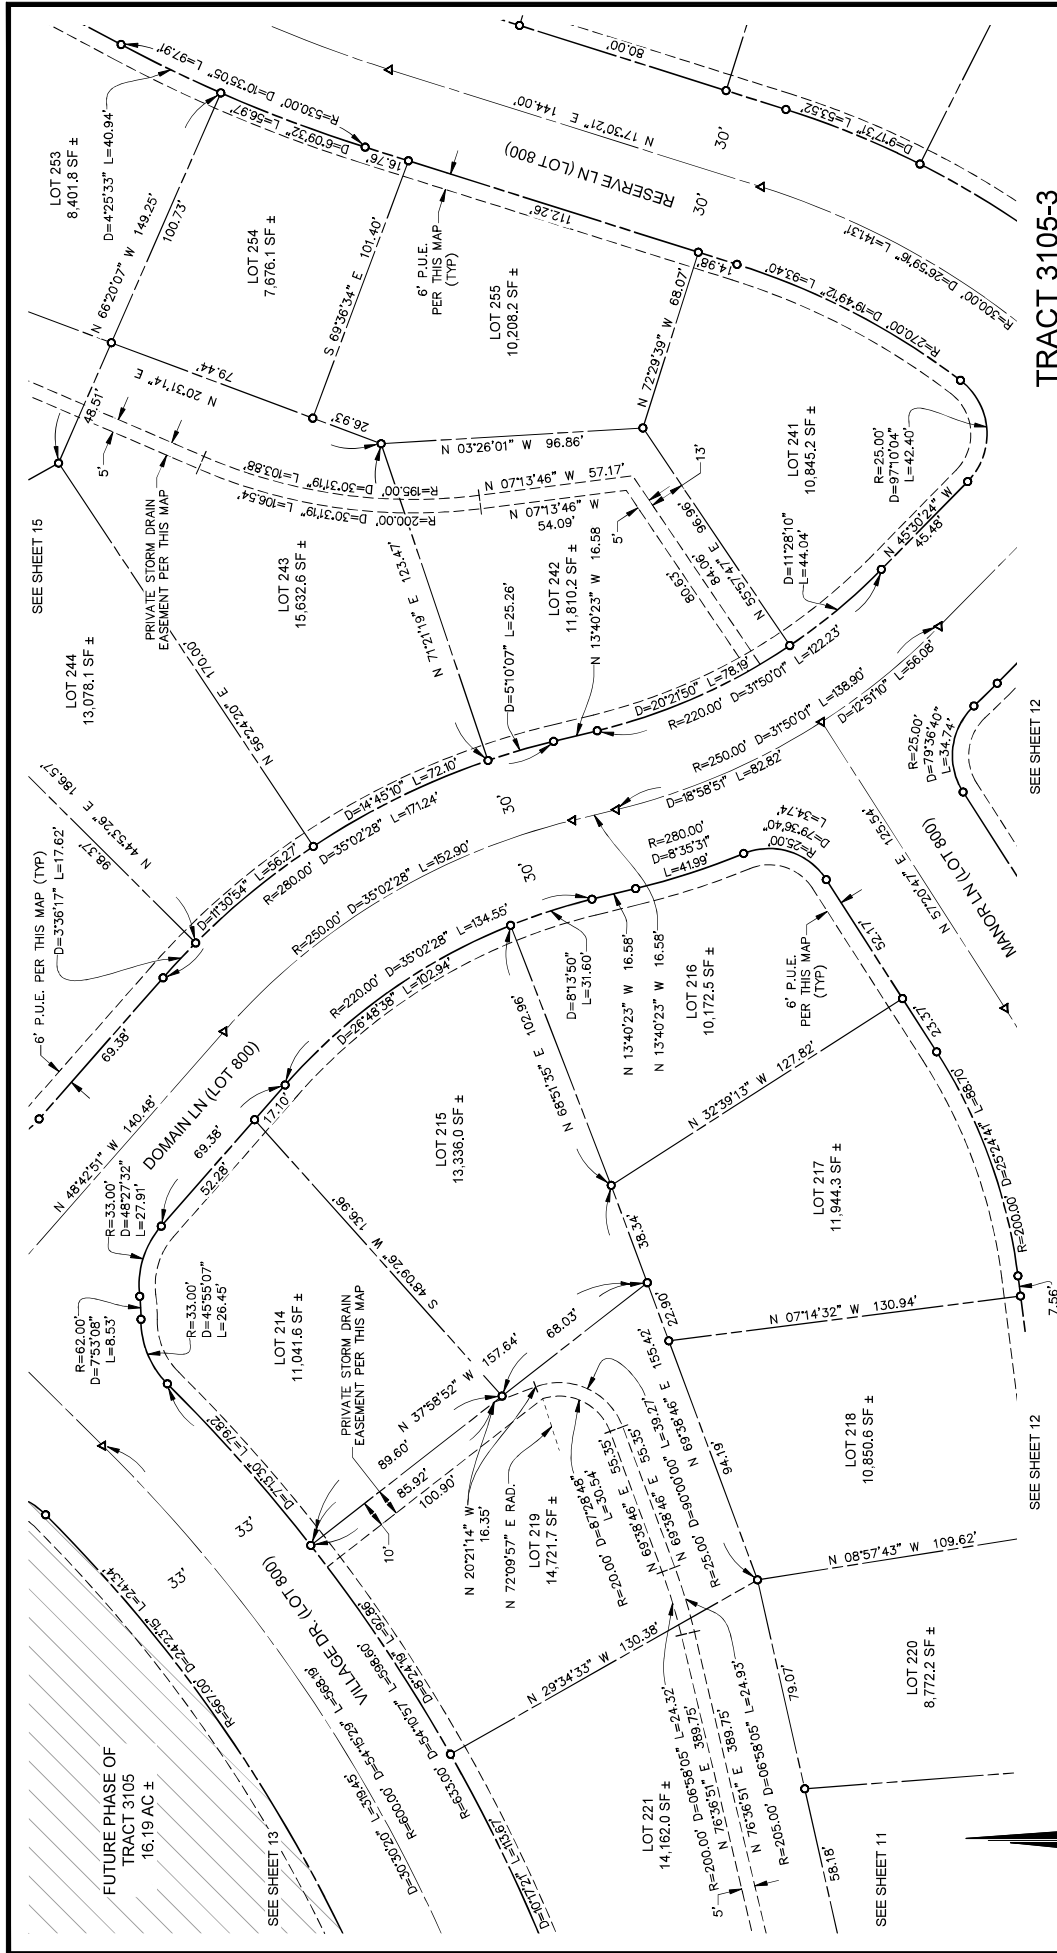 TRACT 3105-3
SEE SHEET 15
LOT 253
8,401.8 SF ±
D=4°25'33" L=40.94'
D=10°35'05" L=97.91'
R=530.00'
D=6°09'32" L=56.97'
16.76'
N 66°20'07" W 149.25'
100.73'
48.51'
LOT 254
7,676.1 SF ±
N 20°31'14" E
79.44'
26.93'
S 69°36'34" E 101.40'
6' P.U.E.
PER THIS MAP
(TYP)
LOT 255
10,208.2 SF ±
112.26'
14.98'
RESERVE LN (LOT 800)
30'
30'
N 17°30'21" E 144.00'
80.00'
D=9°17'31" L=53.52'
R=300.00' D=26°59'16" L=141.31'
R=270.00' D=19°49'12" L=93.40'
N 72°29'39" W 68.07'
N 03°26'01" W 96.86'
LOT 241
10,845.2 SF ±
R=25.00'
D=97°10'04"
L=42.40'
N 45°30'24" W
45.48'
D=11°28'10"
L=44.04'
N 55°57'47" E
96.96'
84.06'
80.63'
13'
5'
5'
LOT 244
13,078.1 SF ±
PRIVATE STORM DRAIN
EASEMENT PER THIS MAP
R=195.00' D=30°31'19" L=103.88'
R=200.00' D=30°31'19" L=106.54'
N 07°13'46" W 57.17'
N 07°13'46" W
54.09'
LOT 243
15,632.6 SF ±
N 56°24'20" E 170.00'
N 71°21'19" E 123.47'
LOT 242
11,810.2 SF ±
N 13°40'23" W 16.58
D=5°10'07" L=25.26'
D=20°21'50" L=78.19'
R=220.00' D=31°50'01" L=122.23'
R=250.00' D=31°50'01" L=138.90'
D=18°58'51" L=82.82'
D=12°51'10" L=56.08'
N 44°53'26" E 186.57'
98.37'
6' P.U.E. PER THIS MAP (TYP)
D=3°36'17" L=17.62'
69.38'
D=11°30'54" L=56.27'
D=14°45'10" L=72.10'
R=280.00' D=35°02'28" L=171.24'
R=250.00' D=35°02'28" L=152.90'
30'
30'
R=220.00' D=35°02'28" L=134.55'
D=26°48'38" L=102.94'
N 48°42'51" W 140.48'
DOMAIN LN (LOT 800)
69.38'
52.28'
17.10'
R=280.00'
D=8°35'31"
L=41.99'
R=25.00'
D=79°36'40"
L=34.74'
R=25.00'
D=79°36'40"
L=34.74'
N 57°20'47" E 125.54'
MANOR LN (LOT 800)
SEE SHEET 12
D=8°13'50"
L=31.60'
N 13°40'23" W 16.58'
N 13°40'23" W 16.58'
LOT 216
10,172.5 SF ±
6' P.U.E.
PER THIS MAP
(TYP)
52.17'
23.37'
LOT 215
13,336.0 SF ±
N 68°51'35" E 102.96'
38.34'
22.90'
N 32°39'13" W 127.82'
LOT 217
11,944.3 SF ±
R=200.00' D=25°24'41" L=88.70'
7.56'
N 07°14'32" W 130.94'
R=33.00'
D=48°27'32"
L=27.91'
R=62.00'
D=7°53'08"
L=8.53'
R=33.00'
D=45°55'07"
L=26.45'
LOT 214
11,041.6 SF ±
S 48°09'26" W 136.96'
PRIVATE STORM DRAIN
EASEMENT PER THIS MAP
N 37°58'52" W 157.64'
68.03'
89.60'
85.92'
100.90'
10'
D=7°13'30" L=79.82'
33'
33'
VILLAGE DR. (LOT 800)
R=567.00' D=24°23'15" L=241.34'
FUTURE PHASE OF
TRACT 3105
16.19 AC ±
SEE SHEET 13
D=30°30'20" L=319.45'
R=600.00' D=54°15'29" L=568.19'
R=633.00' D=54°10'57" L=598.60'
D=8°24'19" L=92.86'
D=10°17'21" L=113.67'
N 20°21'14" W
16.35'
N 72°09'57" E RAD.
LOT 219
14,721.7 SF ±
R=20.00' D=87°28'48"
L=30.54'
N 69°38'46" E 55.35'
N 69°38'46" E 55.35'
R=25.00' D=90°00'00" L=39.27'
N 69°38'46" E 155.42'
94.19'
LOT 218
10,850.6 SF ±
SEE SHEET 12
N 08°57'43" W 109.62'
N 29°34'33" W 130.38'
LOT 220
8,772.2 SF ±
79.07'
58.18'
LOT 221
14,162.0 SF ±
R=200.00' D=06°58'05" L=24.32'
N 76°36'51" E 389.75'
N 76°36'51" E 389.75'
R=205.00' D=06°58'05" L=24.93'
5'
SEE SHEET 11